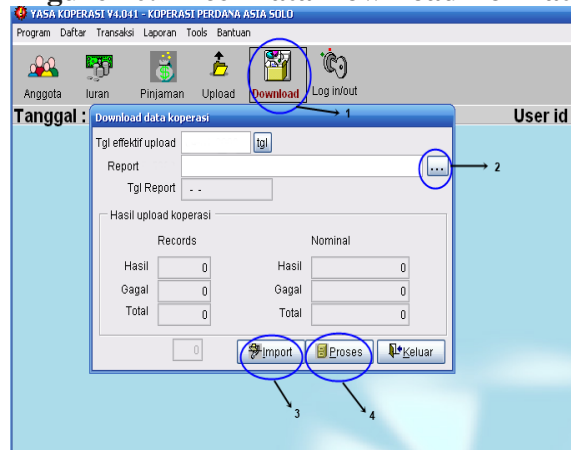 YASA KOPERASI V4.041 - KOPERASI PERDANA ASIA SOLO
Program Daftar Transaksi Laporan Tools Bantuan
Anggota Iuran Pinjaman Upload Download Log in/out
Tanggal : User id
1
Download data koperasi
Tgl effektif upload tgl
Report ... 2
Tgl Report - -
Hasil upload koperasi
Records Nominal
Hasil 0 Hasil 0
Gagal 0 Gagal 0
Total 0 Total 0
0 Import Proses Keluar
3 4